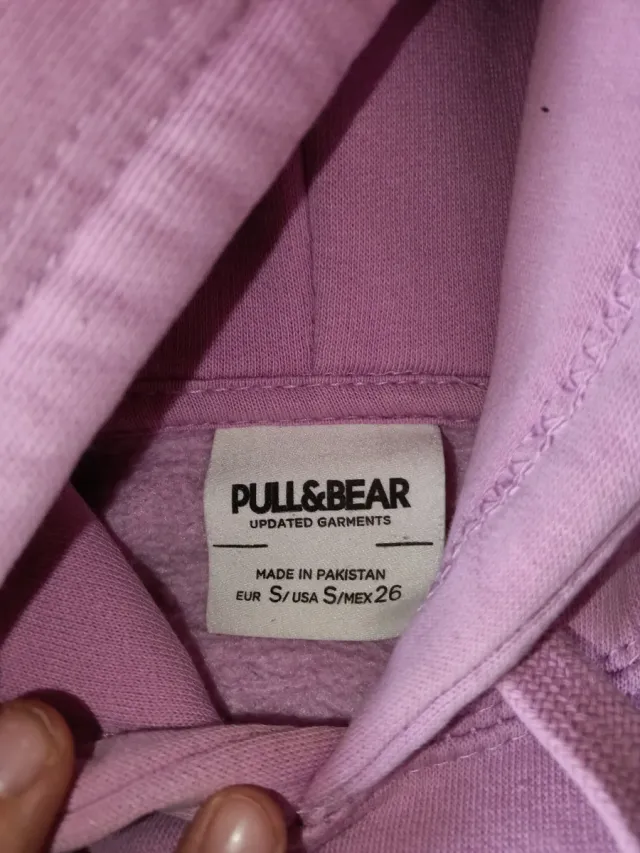 PULL&BEAR
UPDATED GARMENTS
MADE IN PAKISTAN
EUR S/USA S/MEX 26